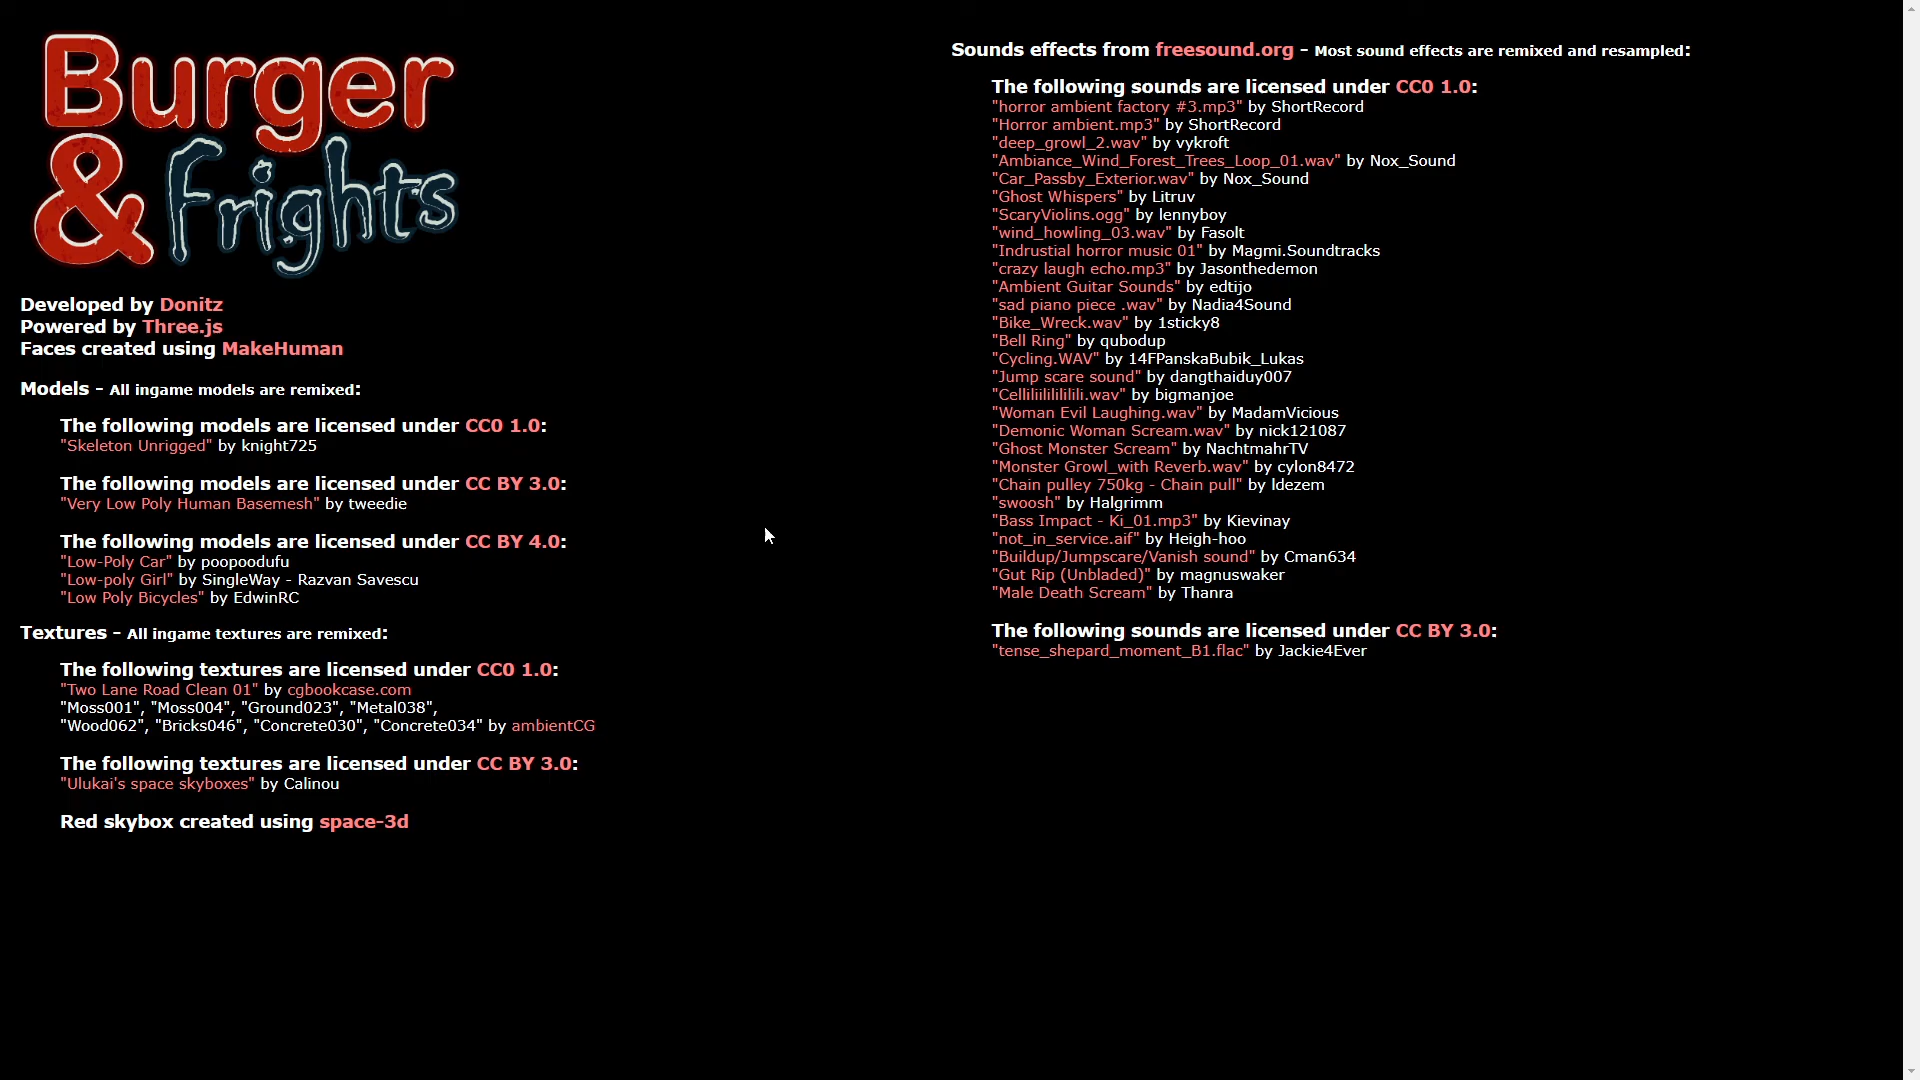 Burger
& Frights
Developed by Donitz
Powered by Three.js
Faces created using MakeHuman
Models - All ingame models are remixed:
The following models are licensed under CC0 1.0:
"Skeleton Unrigged" by knight725
The following models are licensed under CC BY 3.0:
"Very Low Poly Human Basemesh" by tweedie
The following models are licensed under CC BY 4.0:
"Low-Poly Car" by poopoodufu
"Low-poly Girl" by SingleWay - Razvan Savescu
"Low Poly Bicycles" by EdwinRC
Textures - All ingame textures are remixed:
The following textures are licensed under CC0 1.0:
"Two Lane Road Clean 01" by cgbookcase.com
"Moss001", "Moss004", "Ground023", "Metal038",
"Wood062", "Bricks046", "Concrete030", "Concrete034" by ambientCG
The following textures are licensed under CC BY 3.0:
"Ulukai's space skyboxes" by Calinou
Red skybox created using space-3d
Sounds effects from freesound.org - Most sound effects are remixed and resampled:
The following sounds are licensed under CC0 1.0:
"horror ambient factory #3.mp3" by ShortRecord
"Horror ambient.mp3" by ShortRecord
"deep_growl_2.wav" by vykroft
"Ambiance_Wind_Forest_Trees_Loop_01.wav" by Nox_Sound
"Car_Passby_Exterior.wav" by Nox_Sound
"Ghost Whispers" by Litruv
"ScaryViolins.ogg" by lennyboy
"wind_howling_03.wav" by Fasolt
"Indrustial horror music 01" by Magmi.Soundtracks
"crazy laugh echo.mp3" by Jasonthedemon
"Ambient Guitar Sounds" by edtijo
"sad piano piece .wav" by Nadia4Sound
"Bike_Wreck.wav" by 1sticky8
"Bell Ring" by qubodup
"Cycling.WAV" by 14FPanskaBubik_Lukas
"Jump scare sound" by dangthaiduy007
"Celliliililililili.wav" by bigmanjoe
"Woman Evil Laughing.wav" by MadamVicious
"Demonic Woman Scream.wav" by nick121087
"Ghost Monster Scream" by NachtmahrTV
"Monster Growl_with Reverb.wav" by cylon8472
"Chain pulley 750kg - Chain pull" by ldezem
"swoosh" by Halgrimm
"Bass Impact - Ki_01.mp3" by Kievinay
"not_in_service.aif" by Heigh-hoo
"Buildup/Jumpscare/Vanish sound" by Cman634
"Gut Rip (Unbladed)" by magnuswaker
"Male Death Scream" by Thanra
The following sounds are licensed under CC BY 3.0:
"tense_shepard_moment_B1.flac" by Jackie4Ever